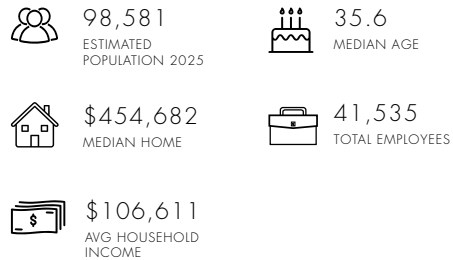 98,581
ESTIMATED
POPULATION 2025
35.6
MEDIAN AGE
$454,682
MEDIAN HOME
41,535
TOTAL EMPLOYEES
$
$106,611
AVG HOUSEHOLD
INCOME